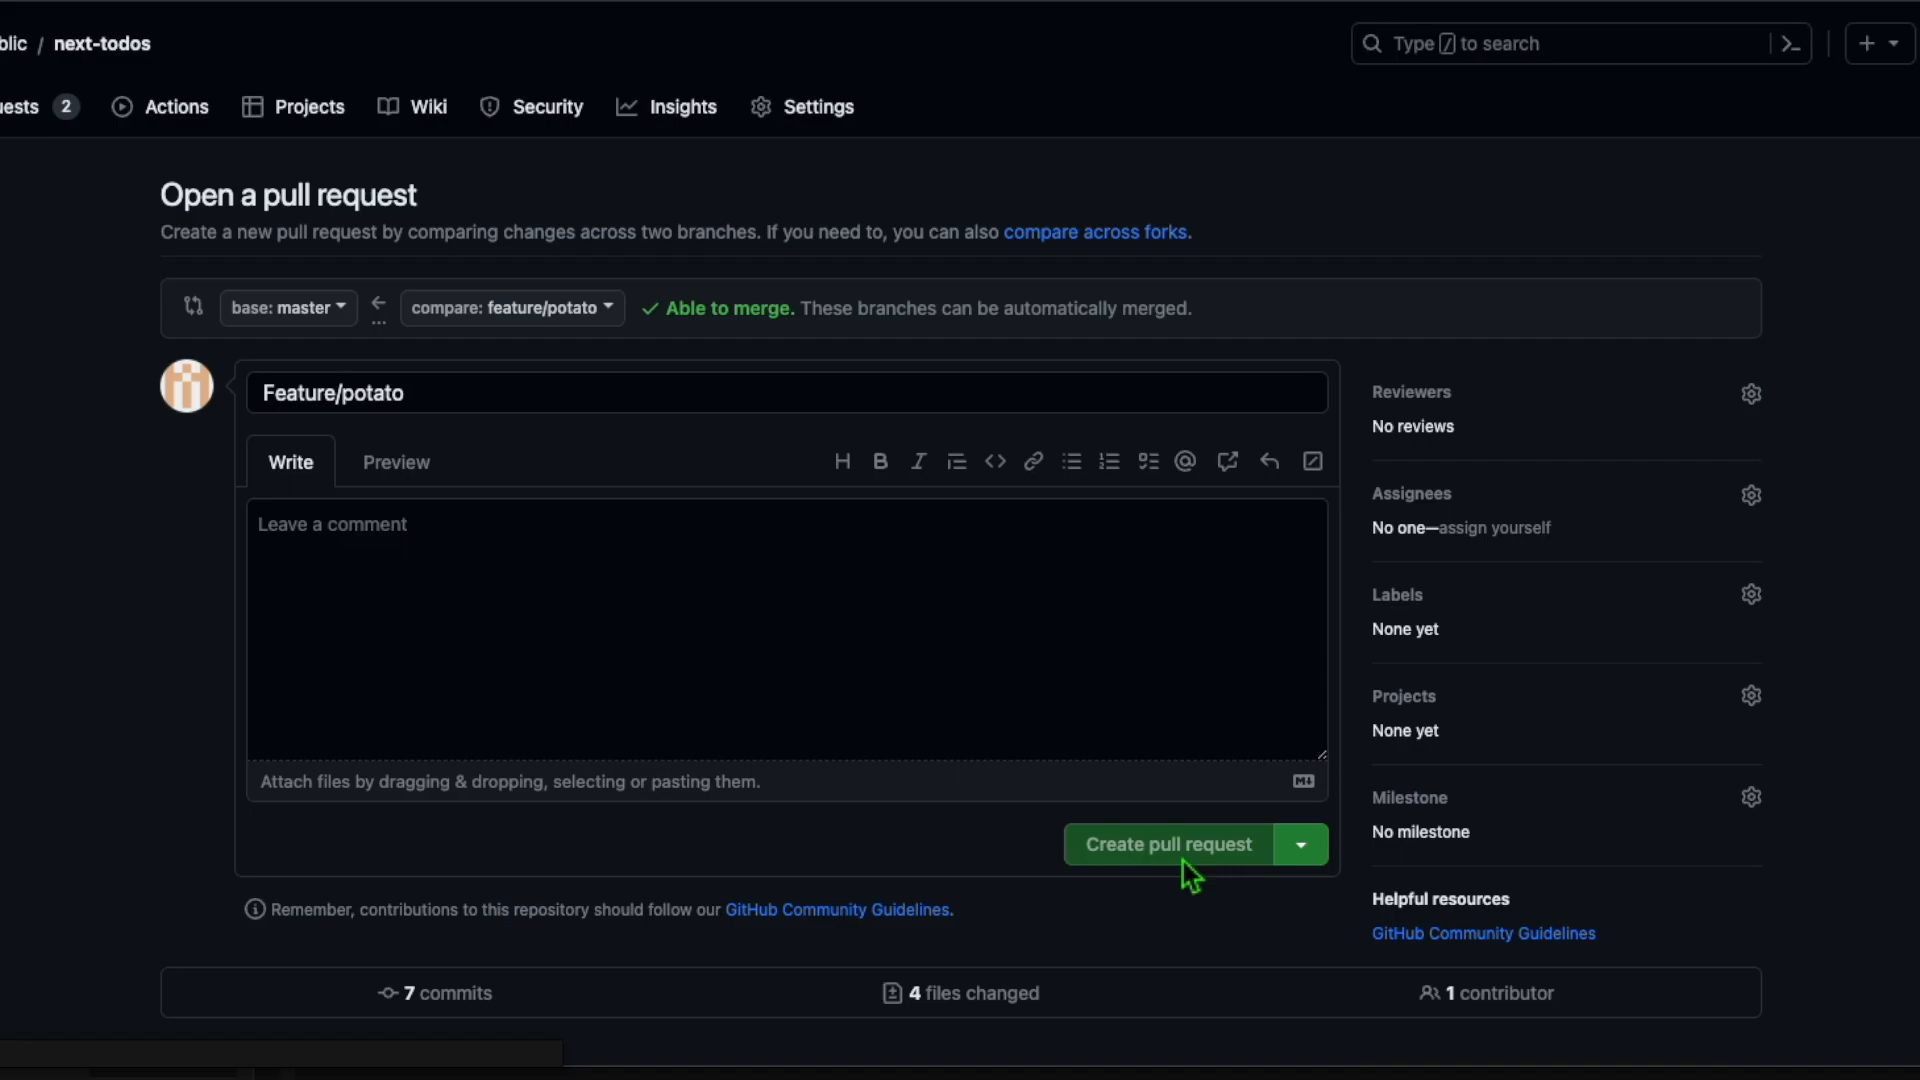 blic / next-todos
Type / to search
uests 2 Actions Projects Wiki Security Insights Settings
Open a pull request
Create a new pull request by comparing changes across two branches. If you need to, you can also compare across forks.
base: master ← ... compare: feature/potato ✓ Able to merge. These branches can be automatically merged.
Feature/potato
Write Preview
Leave a comment
Attach files by dragging & dropping, selecting or pasting them.
Create pull request
Remember, contributions to this repository should follow our GitHub Community Guidelines.
Reviewers
No reviews
Assignees
No one—assign yourself
Labels
None yet
Projects
None yet
Milestone
No milestone
Helpful resources
GitHub Community Guidelines
7 commits 4 files changed 1 contributor